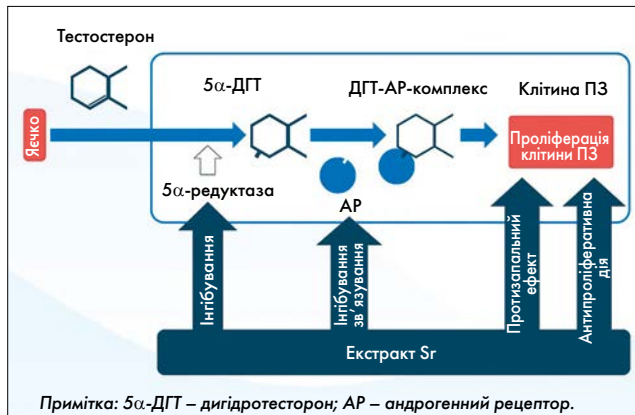 Тестостерон
5α-ДГТ
ДГТ-АР-комплекс
Клітина ПЗ
Яєчко
Проліферація
клітини ПЗ
5α-редуктаза
АР
Інгібування
Інгібування
зв’язування
Протизапальний
ефект
Антипроліферативна
дія
Екстракт Sr
Примітка: 5α-ДГТ – дигідротесторон; АР – андрогенний рецептор.